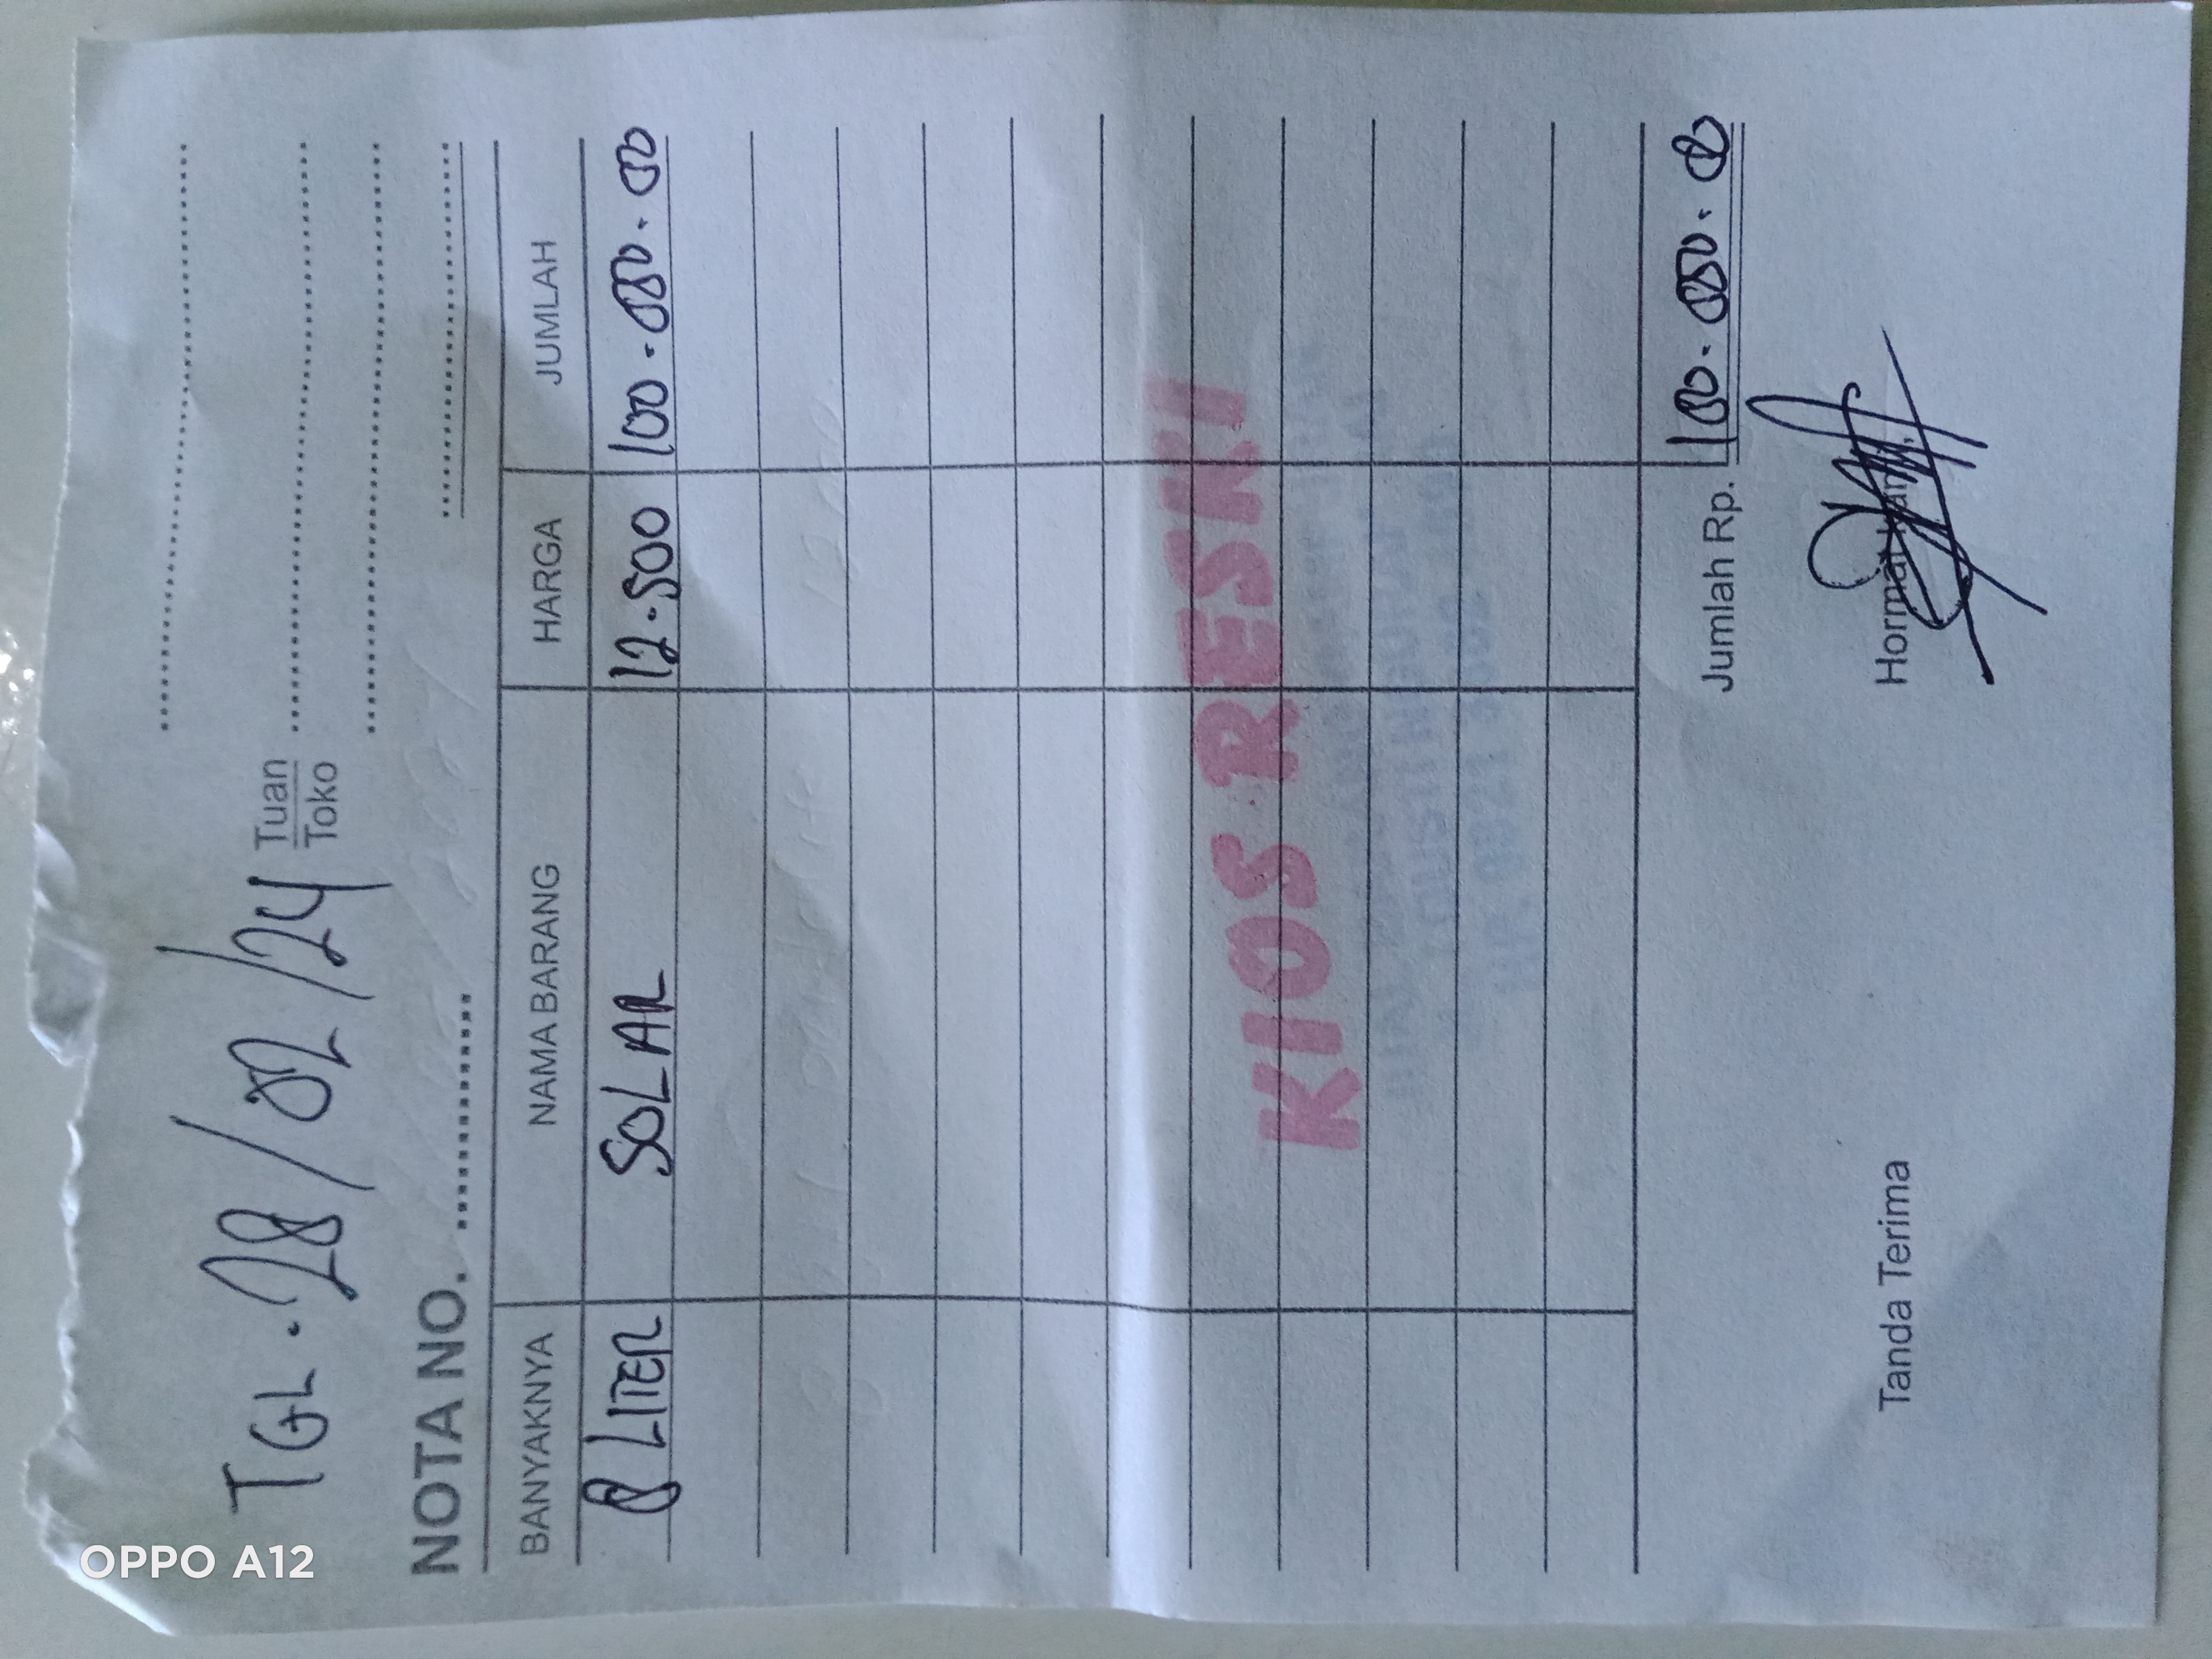 TGL. 28/02/24
Tuan
Toko
NOTA NO.
BANYAKNYA NAMA BARANG HARGA JUMLAH
8 LITER SOLAR 12.500 100.000.00
KIOS RESKI
Jumlah Rp. 100.000.00
Tanda Terima Hormat kami,
OPPO A12